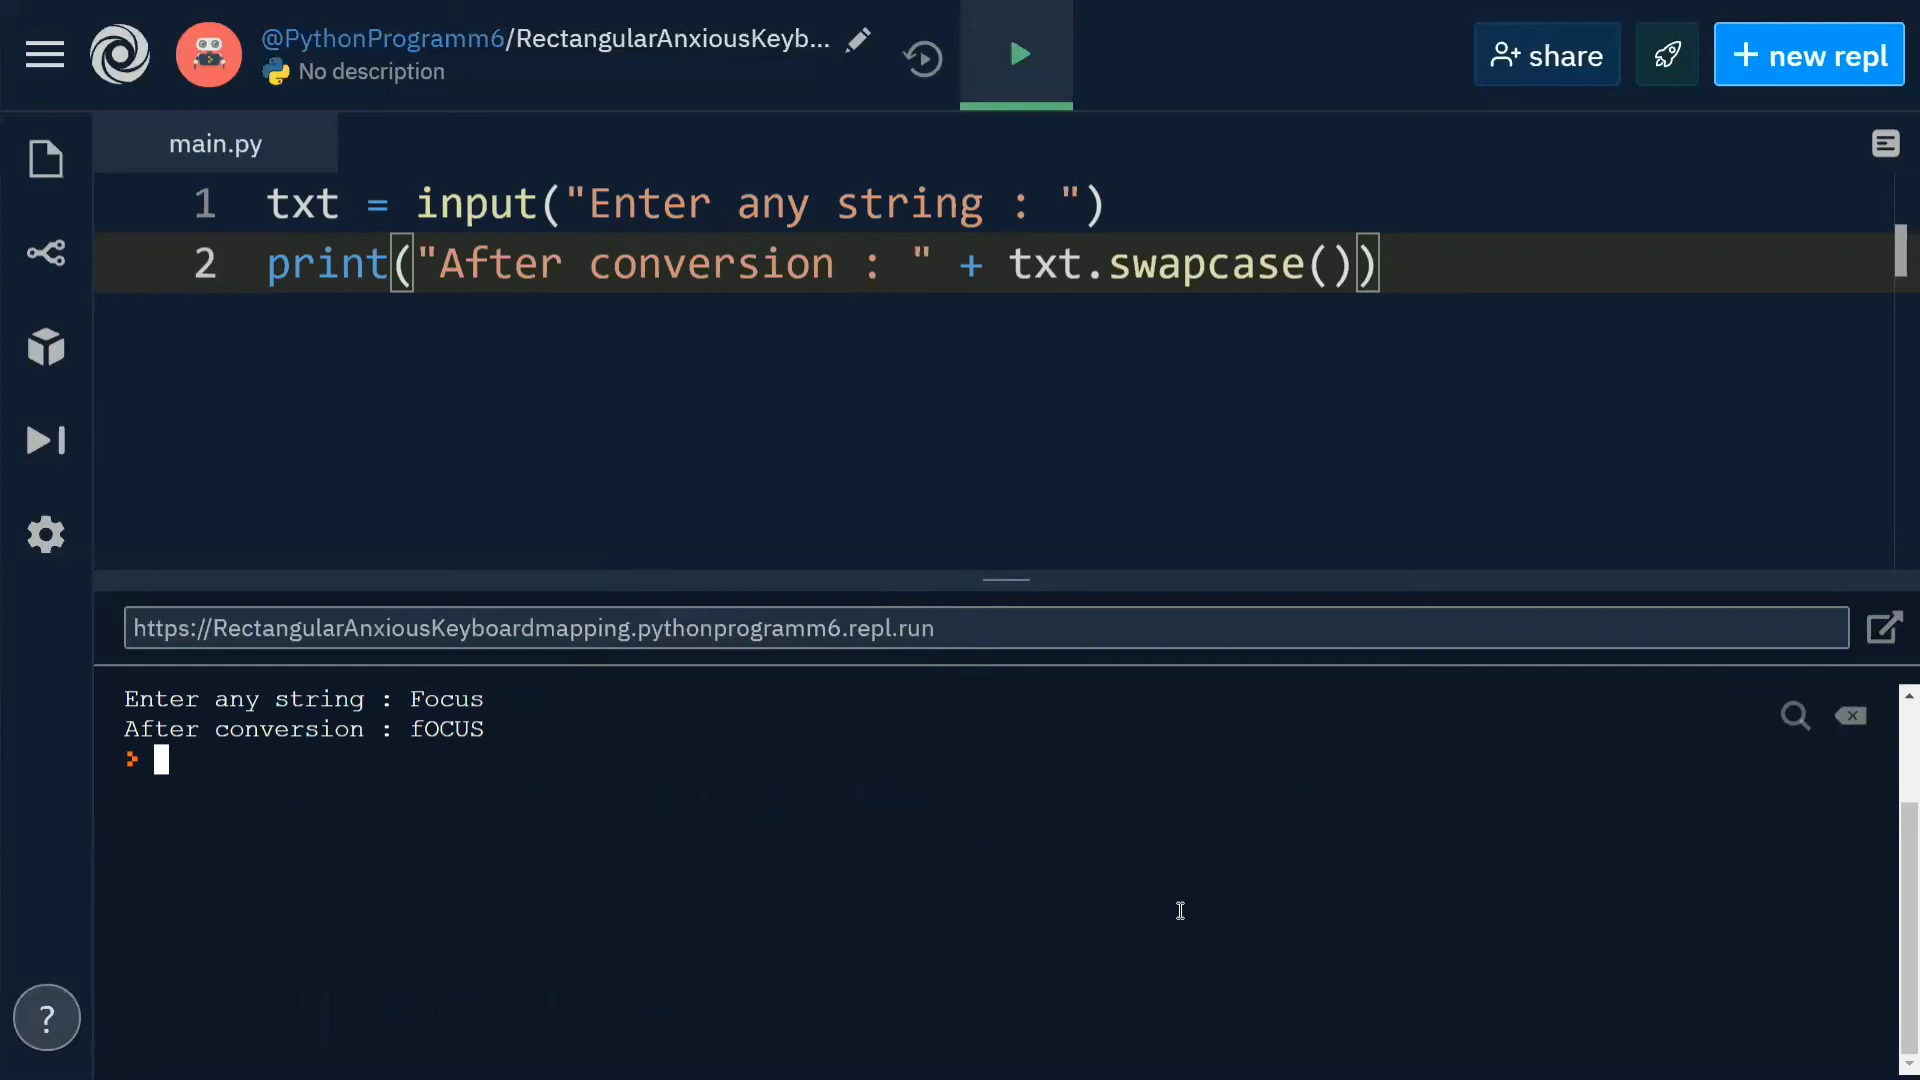 @PythonProgramm6/RectangularAnxiousKeyb...
No description
share
+ new repl
main.py
1 txt = input("Enter any string : ")
2 print("After conversion : " + txt.swapcase())
https://RectangularAnxiousKeyboardmapping.pythonprogramm6.repl.run
Enter any string : Focus
After conversion : fOCUS
?